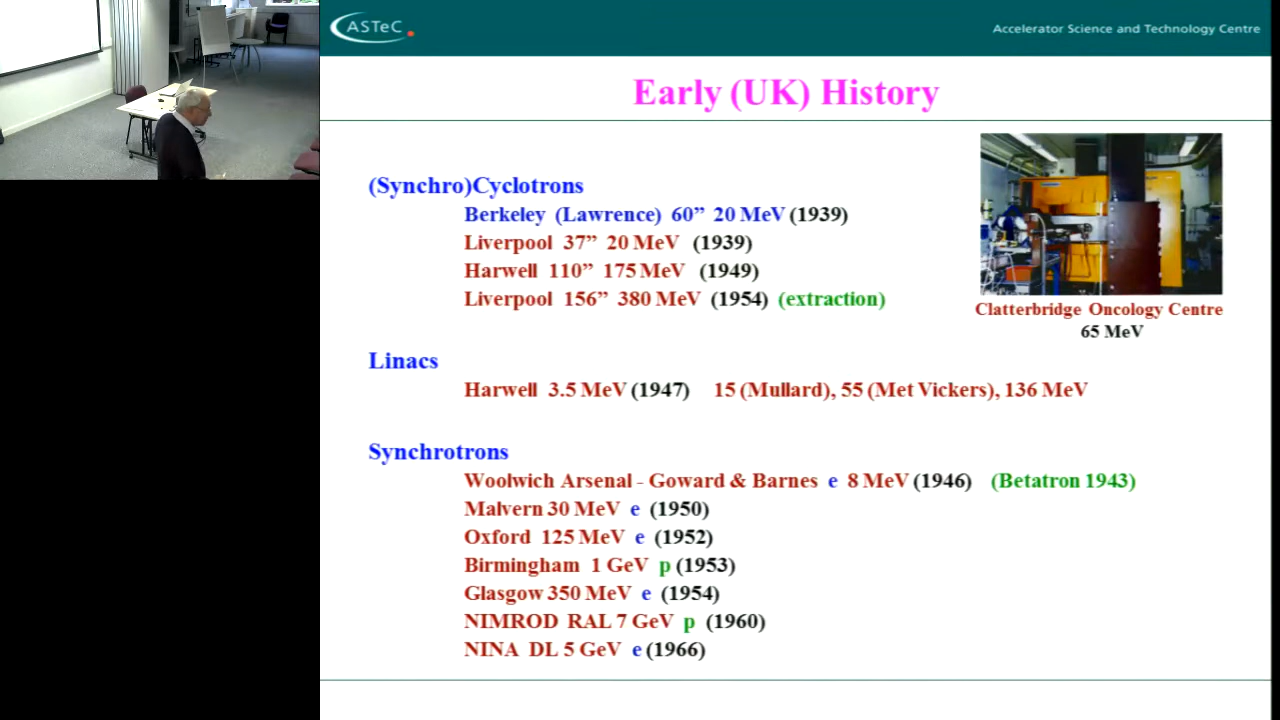 ASTeC
Accelerator Science and Technology Centre
Early (UK) History
(Synchro)Cyclotrons
Berkeley (Lawrence) 60” 20 MeV (1939)
Liverpool 37” 20 MeV (1939)
Harwell 110” 175 MeV (1949)
Liverpool 156” 380 MeV (1954) (extraction)
Clatterbridge Oncology Centre
65 MeV
Linacs
Harwell 3.5 MeV (1947) 15 (Mullard), 55 (Met Vickers), 136 MeV
Synchrotrons
Woolwich Arsenal - Goward & Barnes e 8 MeV (1946) (Betatron 1943)
Malvern 30 MeV e (1950)
Oxford 125 MeV e (1952)
Birmingham 1 GeV p (1953)
Glasgow 350 MeV e (1954)
NIMROD RAL 7 GeV p (1960)
NINA DL 5 GeV e (1966)